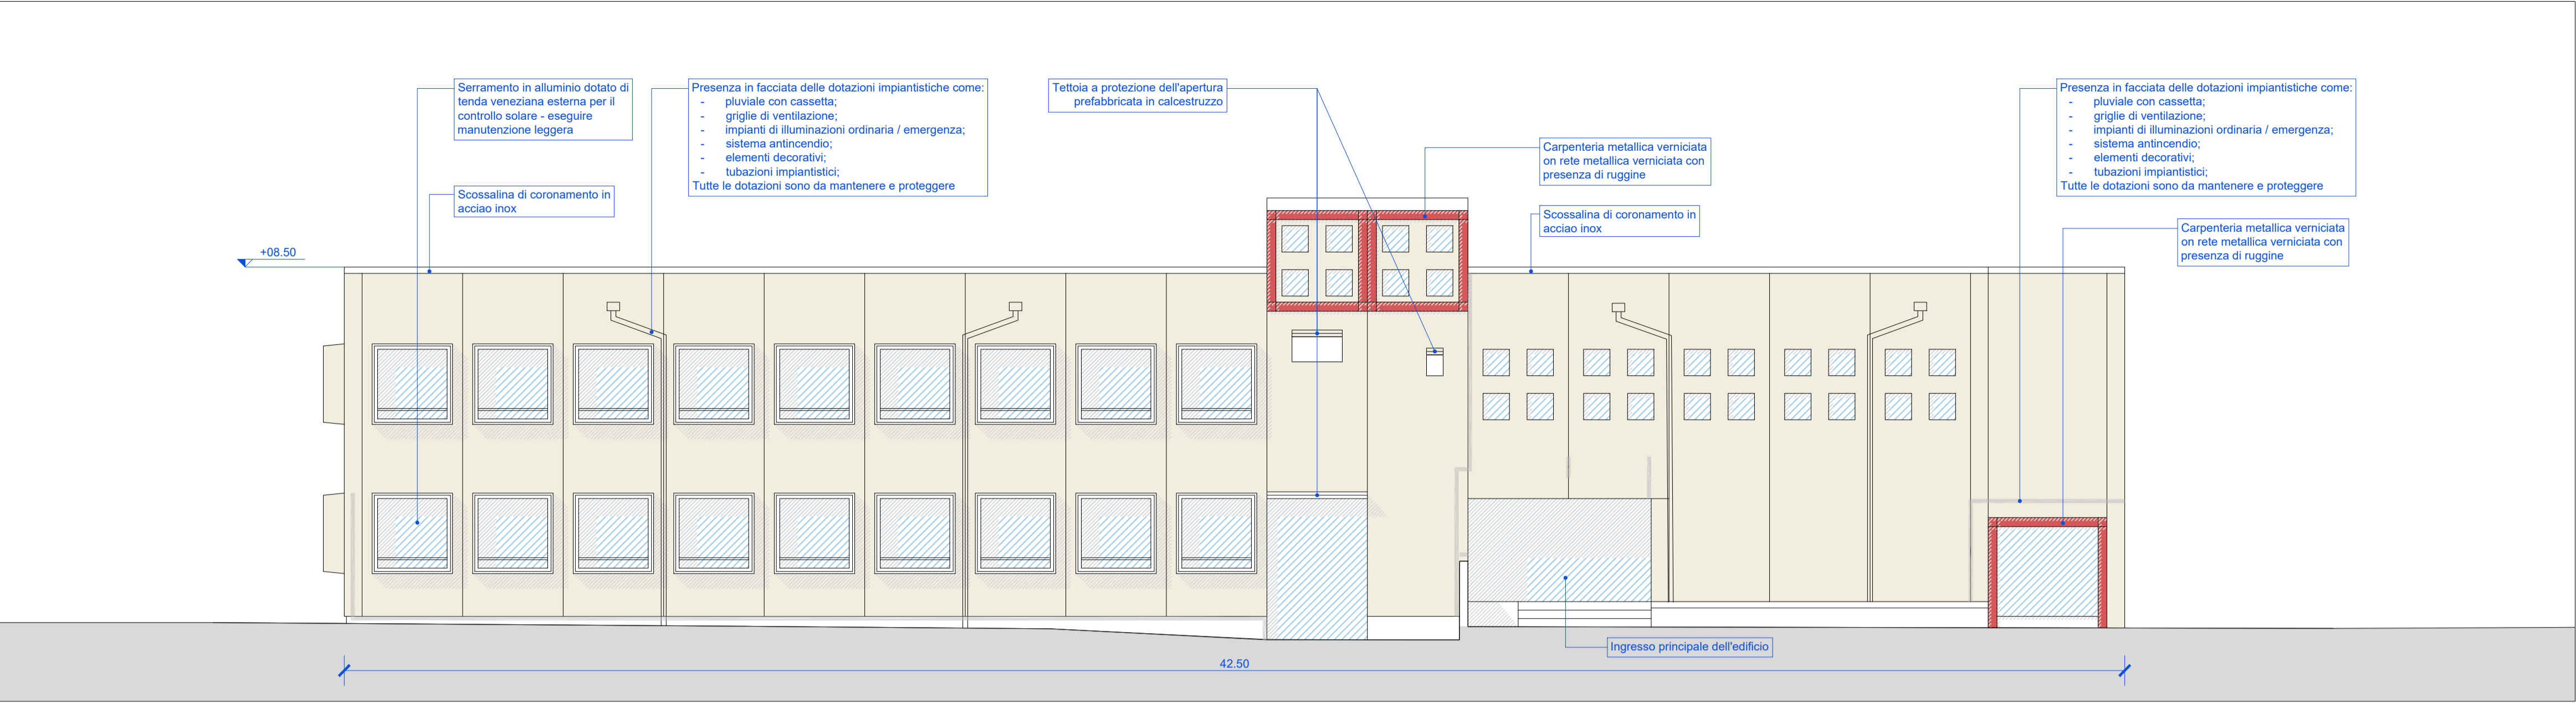 Serramento in alluminio dotato di
tenda veneziana esterna per il
controllo solare - eseguire
manutenzione leggera
Scossalina di coronamento in
acciao inox
+08.50
Presenza in facciata delle dotazioni impiantistiche come:
- pluviale con cassetta;
- griglie di ventilazione;
- impianti di illuminazioni ordinaria / emergenza;
- sistema antincendio;
- elementi decorativi;
- tubazioni impiantistici;
Tutte le dotazioni sono da mantenere e proteggere
Tettoia a protezione dell'apertura
prefabbricata in calcestruzzo
Carpenteria metallica verniciata
on rete metallica verniciata con
presenza di ruggine
Scossalina di coronamento in
acciao inox
Presenza in facciata delle dotazioni impiantistiche come:
- pluviale con cassetta;
- griglie di ventilazione;
- impianti di illuminazioni ordinaria / emergenza;
- sistema antincendio;
- elementi decorativi;
- tubazioni impiantistici;
Tutte le dotazioni sono da mantenere e proteggere
Carpenteria metallica verniciata
on rete metallica verniciata con
presenza di ruggine
Ingresso principale dell'edificio
42.50